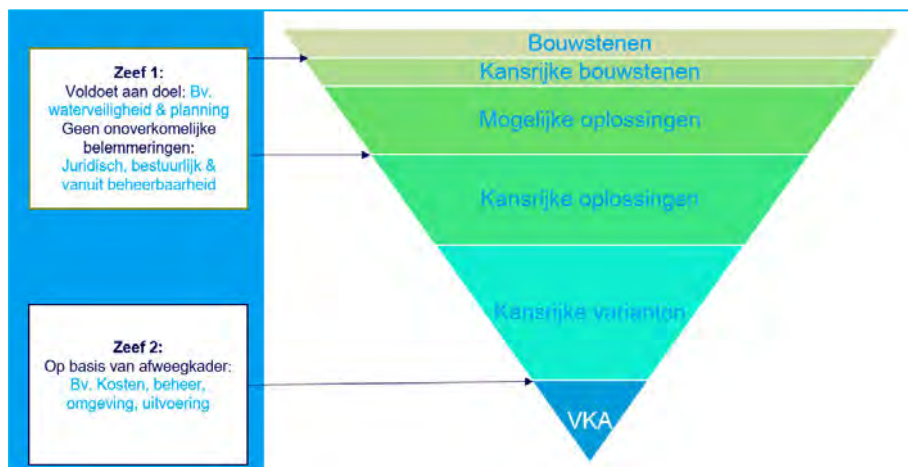 Zeef 1:
Voldoet aan doel: Bv.
waterveiligheid & planning
Geen onoverkomelijke
belemmeringen:
Juridisch, bestuurlijk &
vanuit beheerbaarheid
Zeef 2:
Op basis van afweegkader:
Bv. Kosten, beheer,
omgeving, uitvoering
Bouwstenen
Kansrijke bouwstenen
Mogelijke oplossingen
Kansrijke oplossingen
Kansrijke varianton
VKA